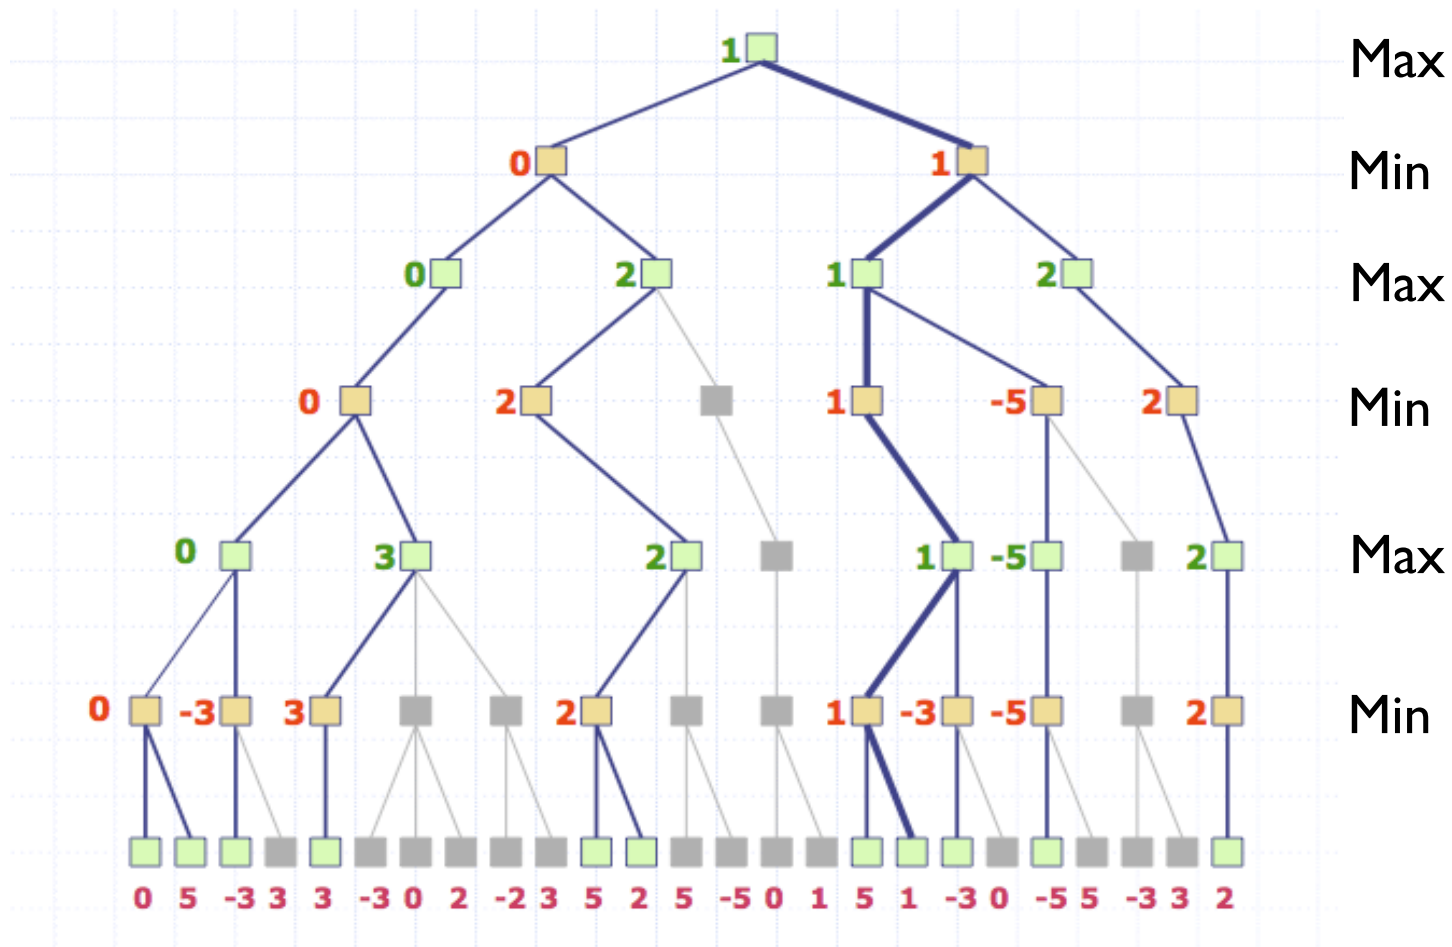 1 Max
0 1 Min
0 2 1 2 Max
0 2 1 -5 2 Min
0 3 2 1 -5 2 Max
0 -3 3 2 1 -3 -5 2 Min
0 5 -3 3 3 -3 0 2 -2 3 5 2 5 -5 0 1 5 1 -3 0 -5 5 -3 3 2